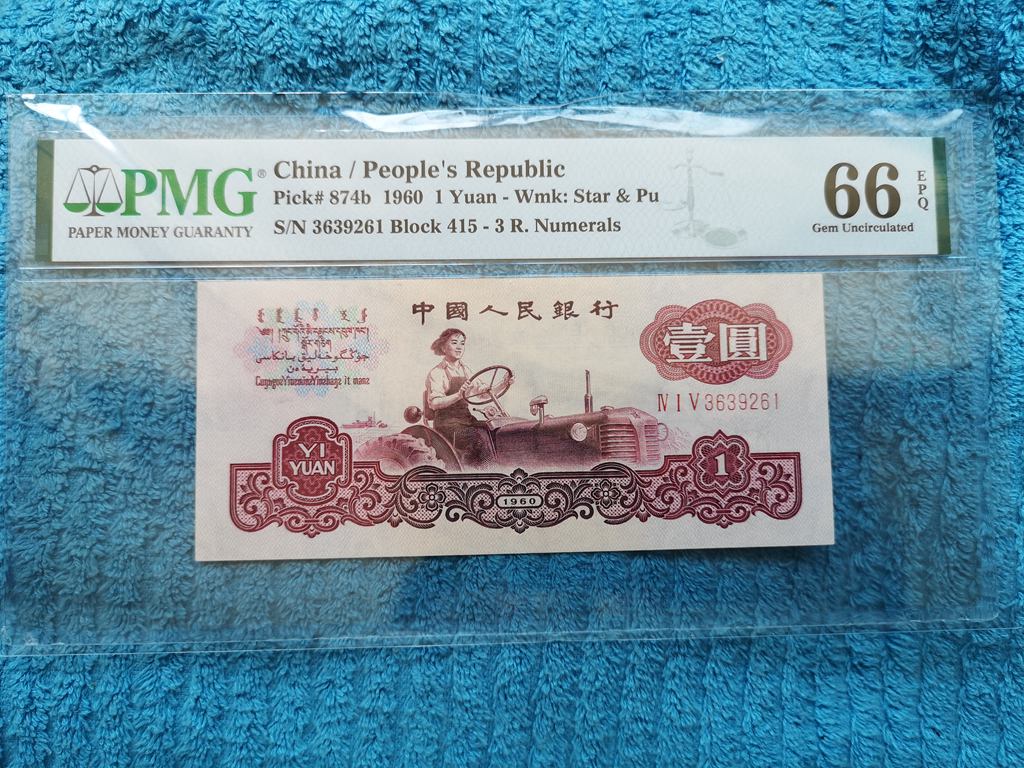 PMG®
PAPER MONEY GUARANTY
China / People's Republic
Pick# 874b 1960 1 Yuan - Wmk: Star & Pu
S/N 3639261 Block 415 - 3 R. Numerals
66
EPQ
Gem Uncirculated
中國人民銀行
壹圓
Ⅳ Ⅰ Ⅴ 3639261
YI
YUAN
1960
1